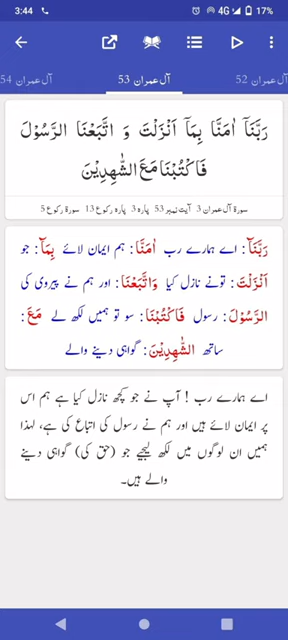 3:44 4G 17%
آل عمران 52 آل عمران 53 آل عمران 54
رَبَّنَاۤ اٰمَنَّا بِمَاۤ اَنْزَلْتَ وَ اتَّبَعْنَا الرَّسُوْلَ
فَاكْتُبْنَا مَعَ الشّٰهِدِيْنَ
سورۃ آل عمران 3 آیت نمبر 53 پارہ 3 پارہ رکوع 13 سورۃ رکوع 5
رَبَّنَاۤ: اے ہمارے رب اٰمَنَّا: ہم ایمان لائے بِمَاۤ: جو
اَنْزَلْتَ: تونے نازل کیا وَاتَّبَعْنَا: اور ہم نے پیروی کی
الرَّسُوْلَ: رسول فَاكْتُبْنَا: سو تو ہمیں لکھ لے مَعَ:
ساتھ الشّٰهِدِيْنَ: گواہی دینے والے
اے ہمارے رب ! آپ نے جو کچھ نازل کیا ہے ہم اس
پر ایمان لائے ہیں اور ہم نے رسول کی اتباع کی ہے، لہذا
ہمیں ان لوگوں میں لکھ لیجیے جو (حق کی) گواہی دینے
والے ہیں۔